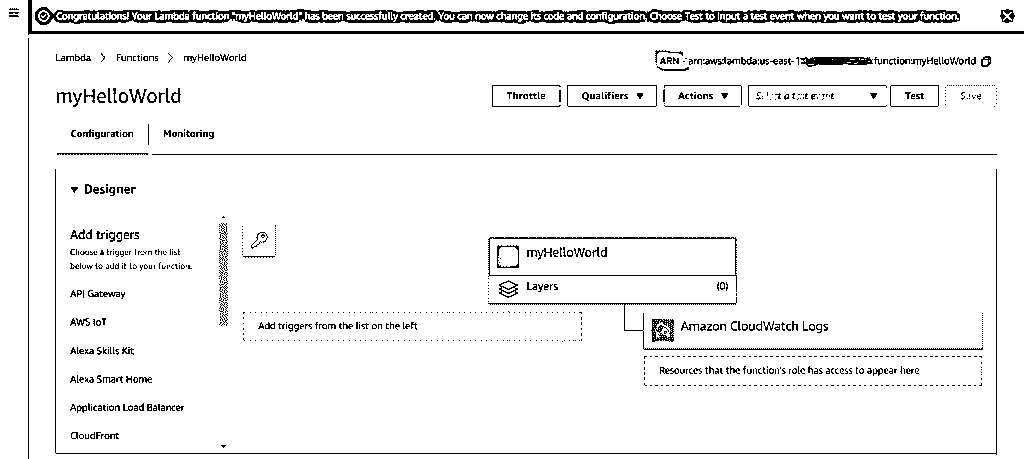 Congratulations! Your Lambda function "myHelloWorld" has been successfully created. You can now change its code and configuration. Choose Test to input a test event when you want to test your function.
Lambda > Functions > myHelloWorld
ARN - arn:aws:lambda:us-east-1: :function:myHelloWorld
myHelloWorld
Throttle
Qualifiers
Actions
Select a test event
Test
Save
Configuration
Monitoring
Designer
Add triggers
Choose a trigger from the list
below to add it to your function.
API Gateway
AWS IoT
Alexa Skills Kit
Alexa Smart Home
Application Load Balancer
CloudFront
Add triggers from the list on the left
myHelloWorld
Layers (0)
Amazon CloudWatch Logs
Resources that the function's role has access to appear here